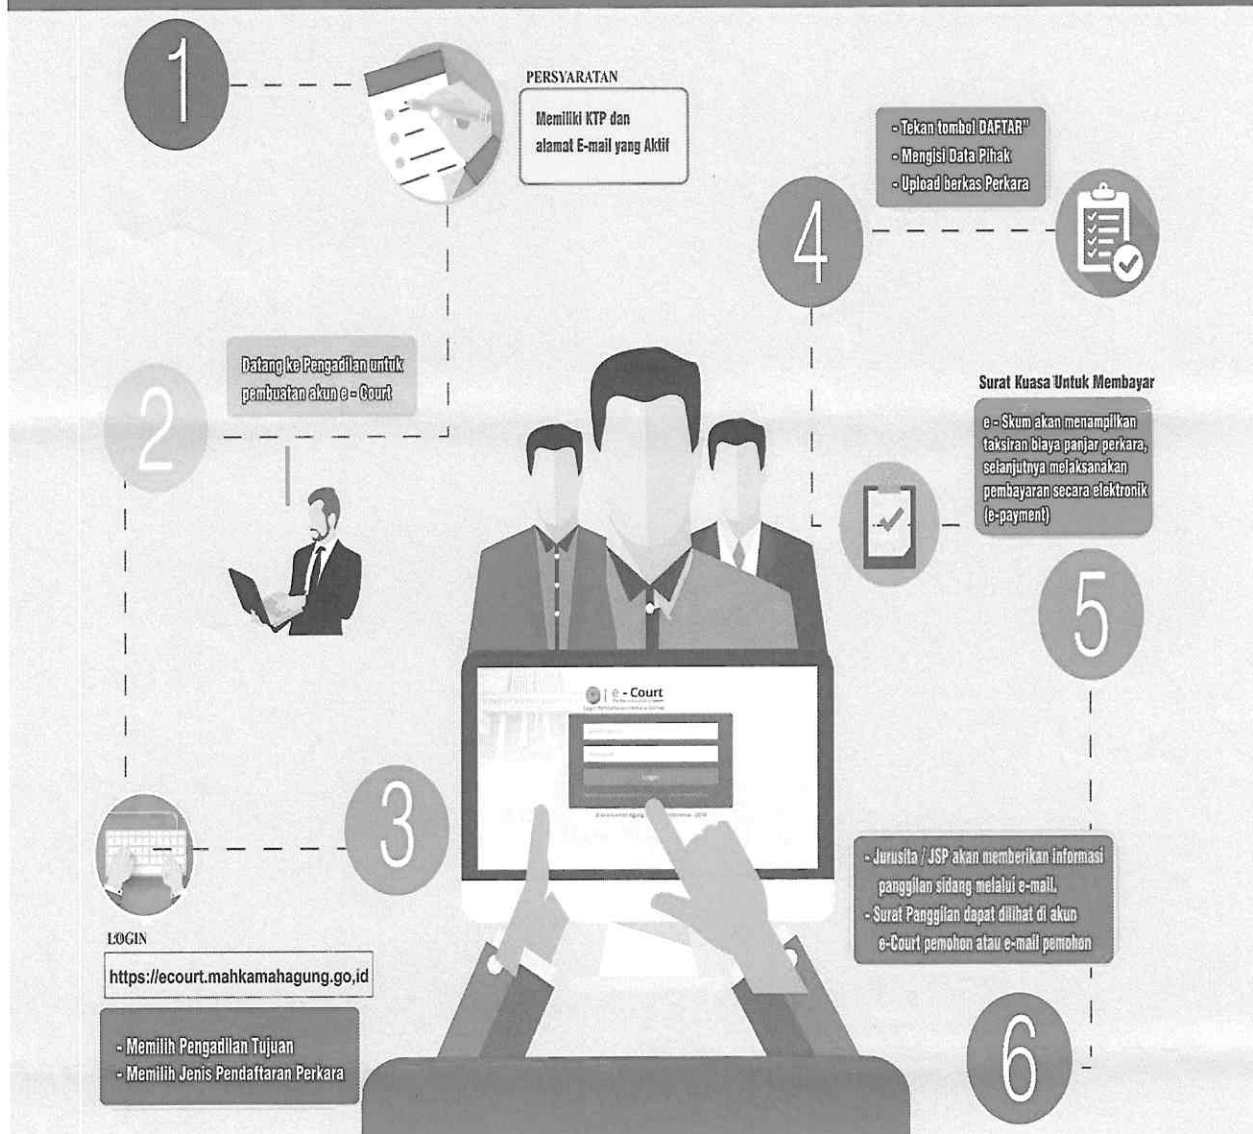 1
PERSYARATAN
Memiliki KTP dan
alamat E-mail yang Aktif
2
Datang ke Pengadilan untuk
pembuatan akun e - Court
3
LOGIN
https://ecourt.mahkamahagung.go,id
- Memilih Pengadilan Tujuan
- Memilih Jenis Pendaftaran Perkara
e - Court
Login
4
- Tekan tombol DAFTAR"
- Mengisi Data Pihak
- Upload berkas Perkara
Surat Kuasa Untuk Membayar
e - Skum akan menampilkan
taksiran biaya panjar perkara,
selanjutnya melaksanakan
pembayaran secara elektronik
(e-payment)
5
- Jurusita / JSP akan memberikan informasi
panggilan sidang melalui e-mail.
- Surat Panggilan dapat dilihat di akun
e-Court pemohon atau e-mail pemohon
6